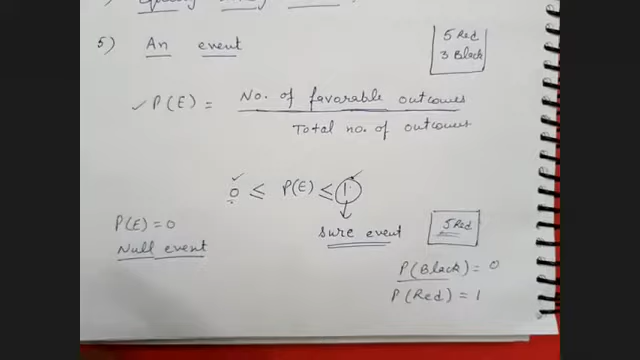 5) An event
5 Red
3 Black
✓ P(E) = No. of favorable outcomes
Total no. of outcomes
0 ≤ P(E) ≤ 1
P(E) = 0
Null event
sure event
5 Red
P(Black) = 0
P(Red) = 1